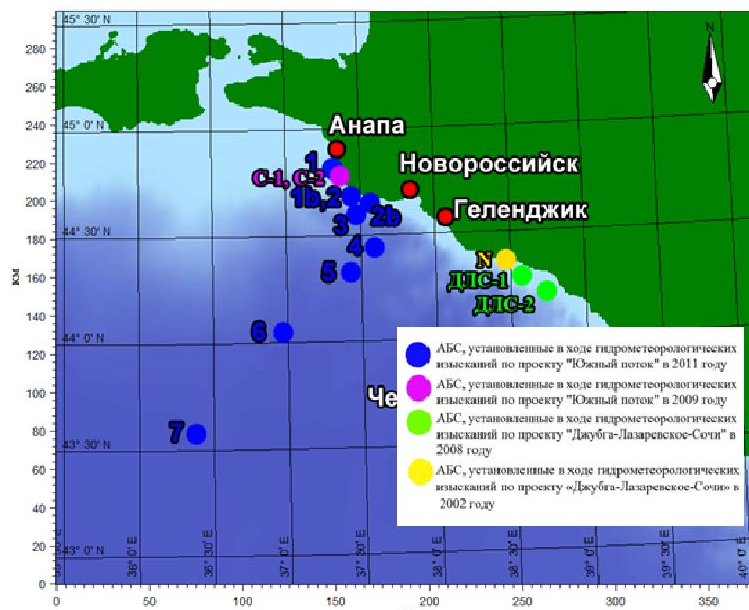 45° 30' N
N
280
260
240
45° 0' N
Анапа
220
1
С-1, С-2
Новороссийск
200
1b,2
2b
3
Геленджик
44° 30' N
180
4
N
км
160
5
ДЛС-1
ДЛС-2
140
6
44° 0' N
120
100
Че
80
7
43° 30' N
60
40
20
43° 0' N
0
36° 30' E
37° 0' E
37° 30' E
38° 0' E
38° 30' E
39° 0' E
39° 30' E
40° 0' E
0
50
100
150
200
250
300
350
АБС, установленные в ходе гидрометеорологических
изысканий по проекту "Южный поток" в 2011 году
АБС, установленные в ходе гидрометеорологических
изысканий по проекту "Южный поток" в 2009 году
АБС, установленные в ходе гидрометеорологических
изысканий по проекту "Джубга-Лазаревское-Сочи" в
2008 году
АБС, установленные в ходе гидрометеорологических
изысканий по проекту «Джубга-Лазаревское-Сочи» в
2002 году